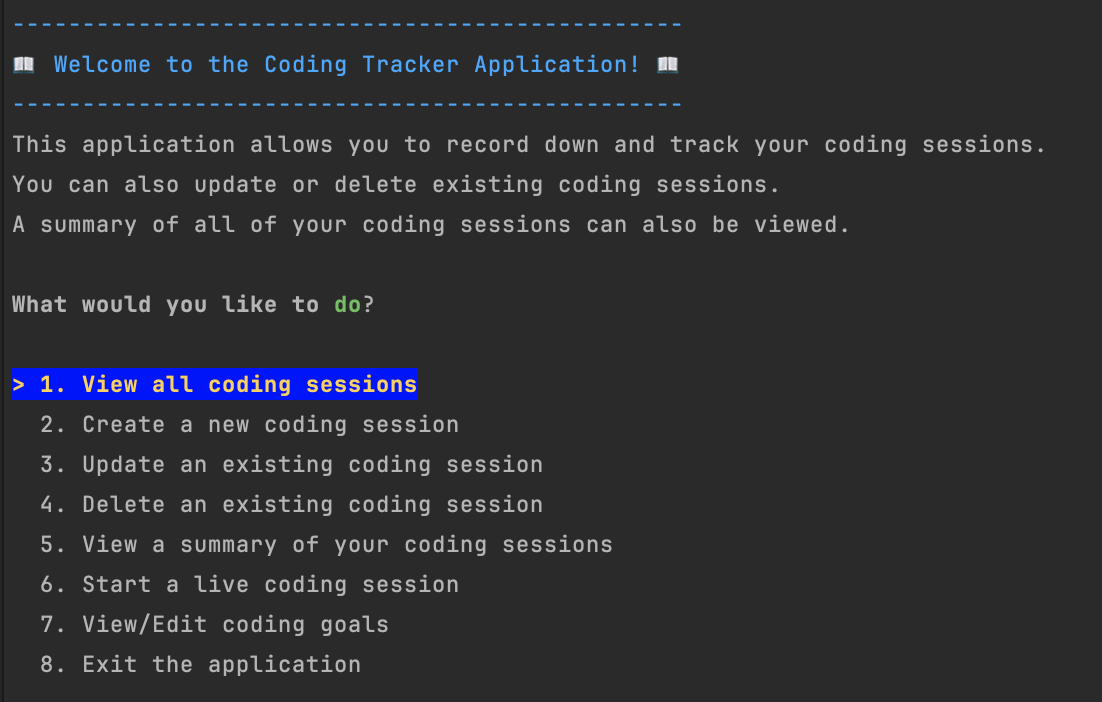 ------------------------------------------------
📖 Welcome to the Coding Tracker Application! 📖
------------------------------------------------
This application allows you to record down and track your coding sessions.
You can also update or delete existing coding sessions.
A summary of all of your coding sessions can also be viewed.
What would you like to do?
> 1. View all coding sessions
2. Create a new coding session
3. Update an existing coding session
4. Delete an existing coding session
5. View a summary of your coding sessions
6. Start a live coding session
7. View/Edit coding goals
8. Exit the application